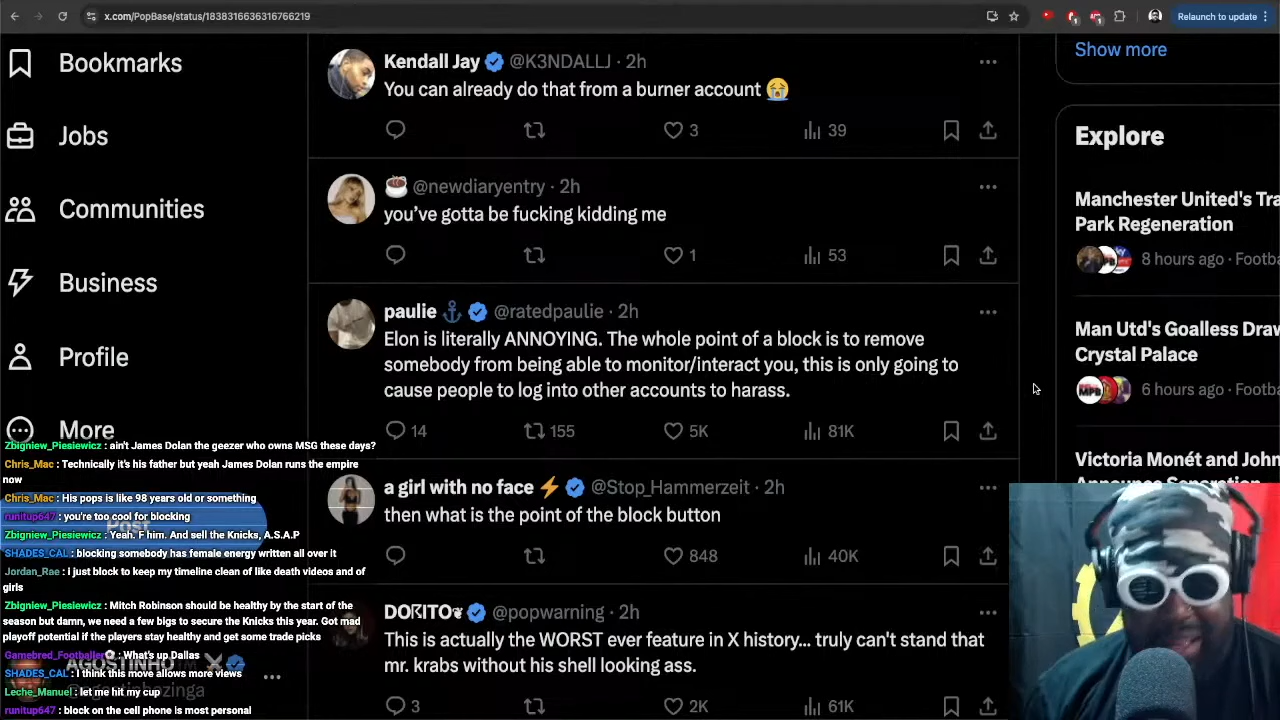 x.com/PopBase/status/1838316636316766219
Relaunch to update
Bookmarks
Jobs
Communities
Business
Profile
More
Kendall Jay @K3NDALLJ · 2h
You can already do that from a burner account 😭
3
39
☕ @newdiaryentry · 2h
you've gotta be fucking kidding me
1
53
paulie ⚓ @ratedpaulie · 2h
Elon is literally ANNOYING. The whole point of a block is to remove
somebody from being able to monitor/interact you, this is only going to
cause people to log into other accounts to harass.
14
155
5K
81K
a girl with no face ⚡ @Stop_Hammerzeit · 2h
then what is the point of the block button
848
40K
DOꓤITO❦ @popwarning · 2h
This is actually the WORST ever feature in X history... truly can't stand that
mr. krabs without his shell looking ass.
3
2K
61K
Show more
Explore
Manchester United's Tra
Park Regeneration
8 hours ago · Footba
Man Utd's Goalless Draw
Crystal Palace
6 hours ago · Footba
Victoria Monét and John
Zbigniew_Piesiewicz : ain't James Dolan the geezer who owns MSG these days?
Chris_Mac : Technically it's his father but yeah James Dolan runs the empire
now
Chris_Mac : His pops is like 98 years old or something
runitup647 : you're too cool for blocking
Post
Zbigniew_Piesiewicz : Yeah. F him. And sell the Knicks, A.S.A.P
SHADES_CAL : blocking somebody has female energy written all over it
Jordan_Rae : i just block to keep my timeline clean of like death videos and of
girls
Zbigniew_Piesiewicz : Mitch Robinson should be healthy by the start of the
season but damn, we need a few bigs to secure the Knicks this year. Got mad
playoff potential if the players stay healthy and get some trade picks
Gamebred_Footballer⚽ : What's up Dallas
AGOSTINHO
SHADES_CAL : I think this move allows more views
Leche_Manuel : let me hit my cup
runitup647 : block on the cell phone is most personal